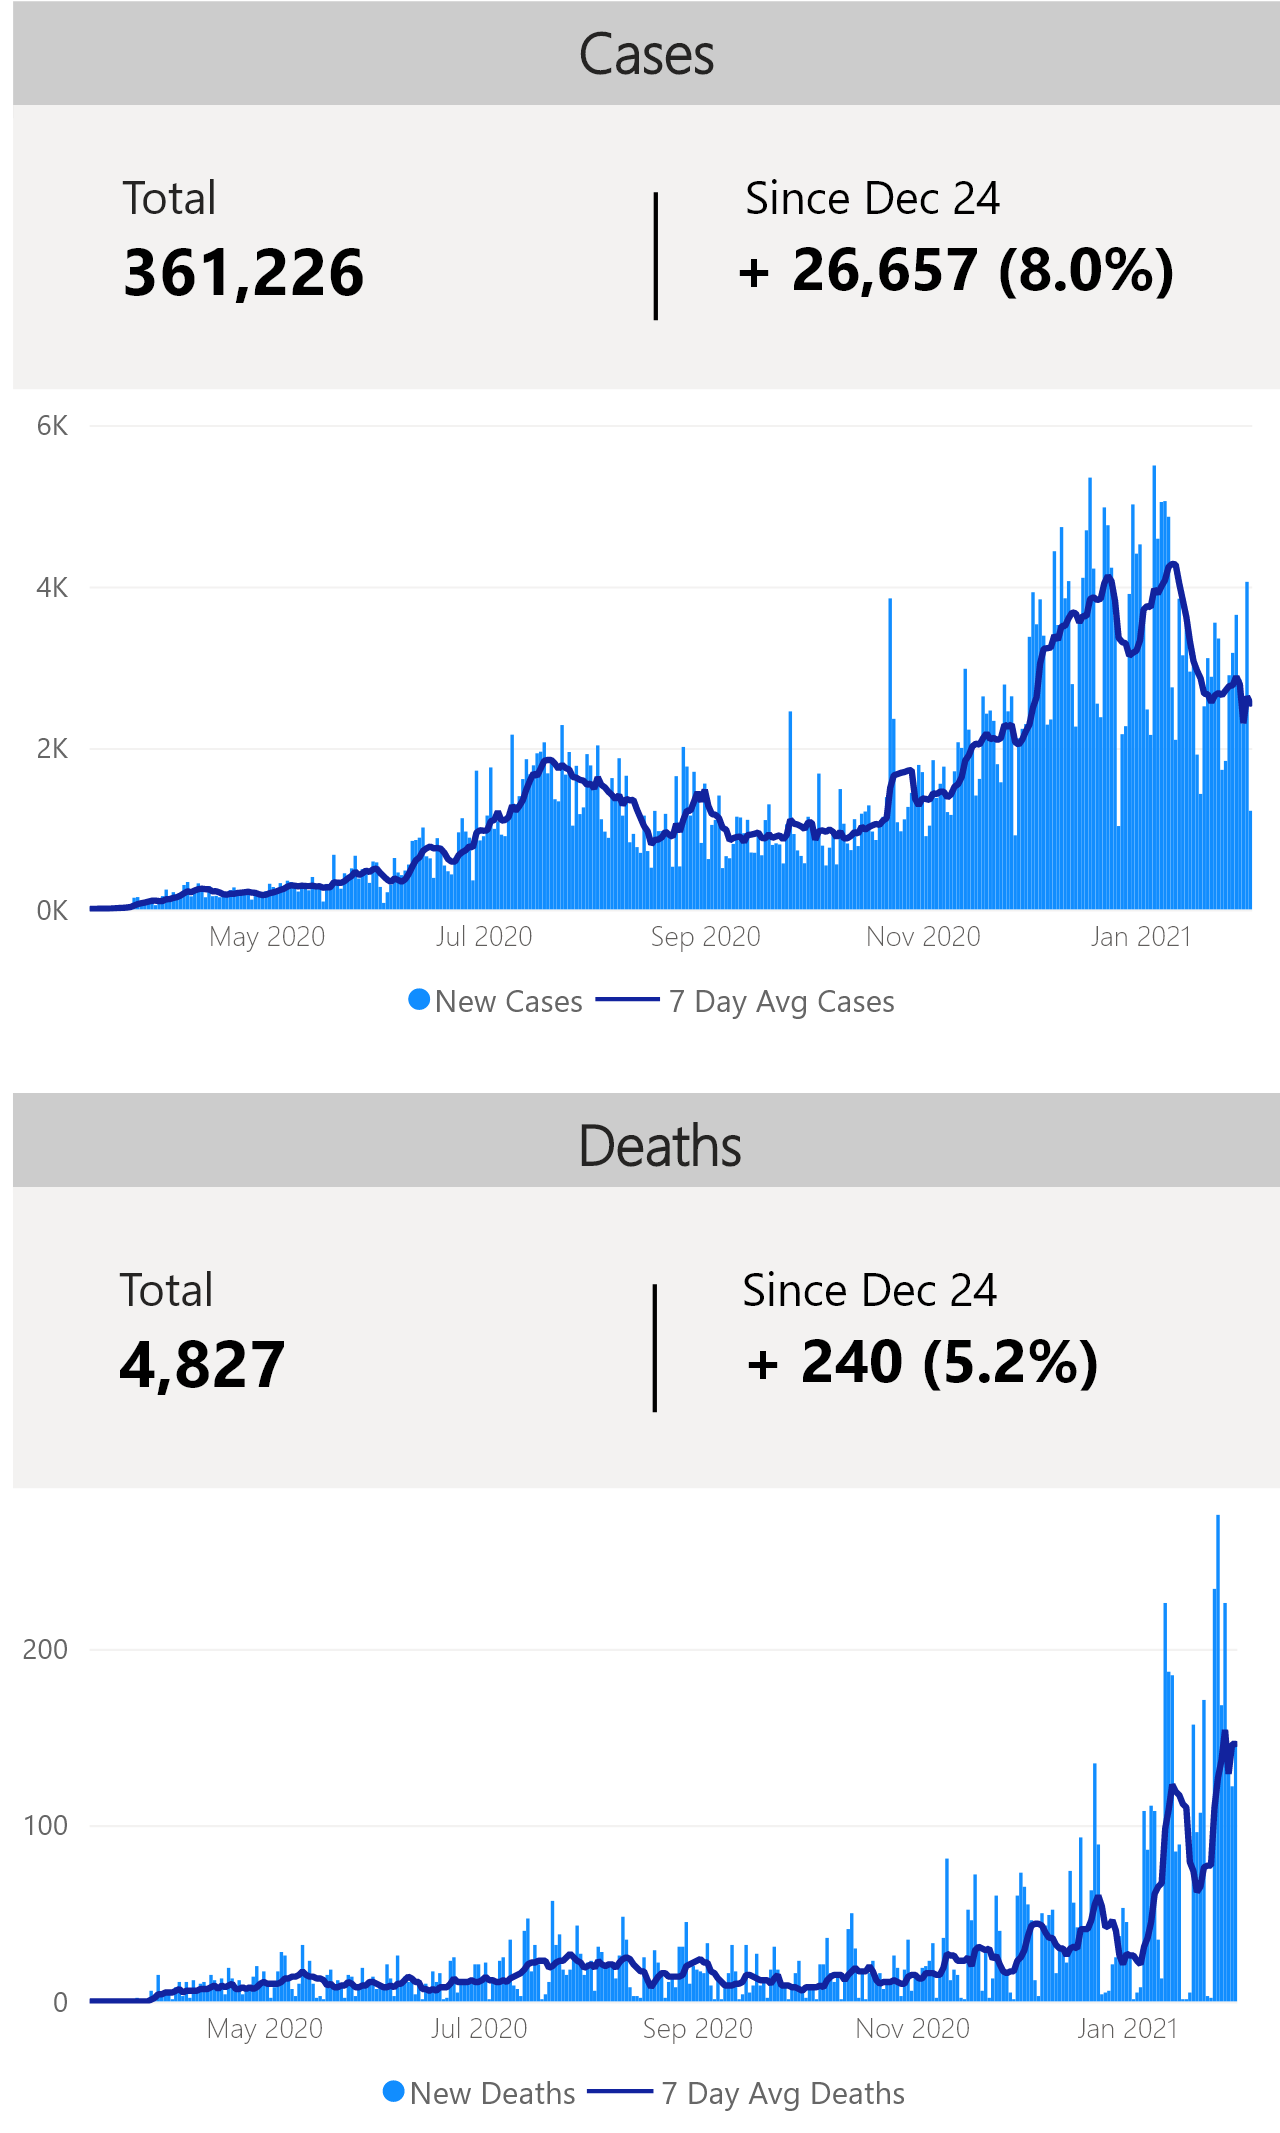 Cases
Total
Since Dec 24
361,226
+ 26,657 (8.0%)
6K
4K
2K
0K
May 2020
Jul 2020
Sep 2020
Nov 2020
Jan 2021
New Cases
7 Day Avg Cases
Deaths
Total
Since Dec 24
4,827
+ 240 (5.2%)
200
100
0
May 2020
Jul 2020
Sep 2020
Nov 2020
Jan 2021
New Deaths
7 Day Avg Deaths